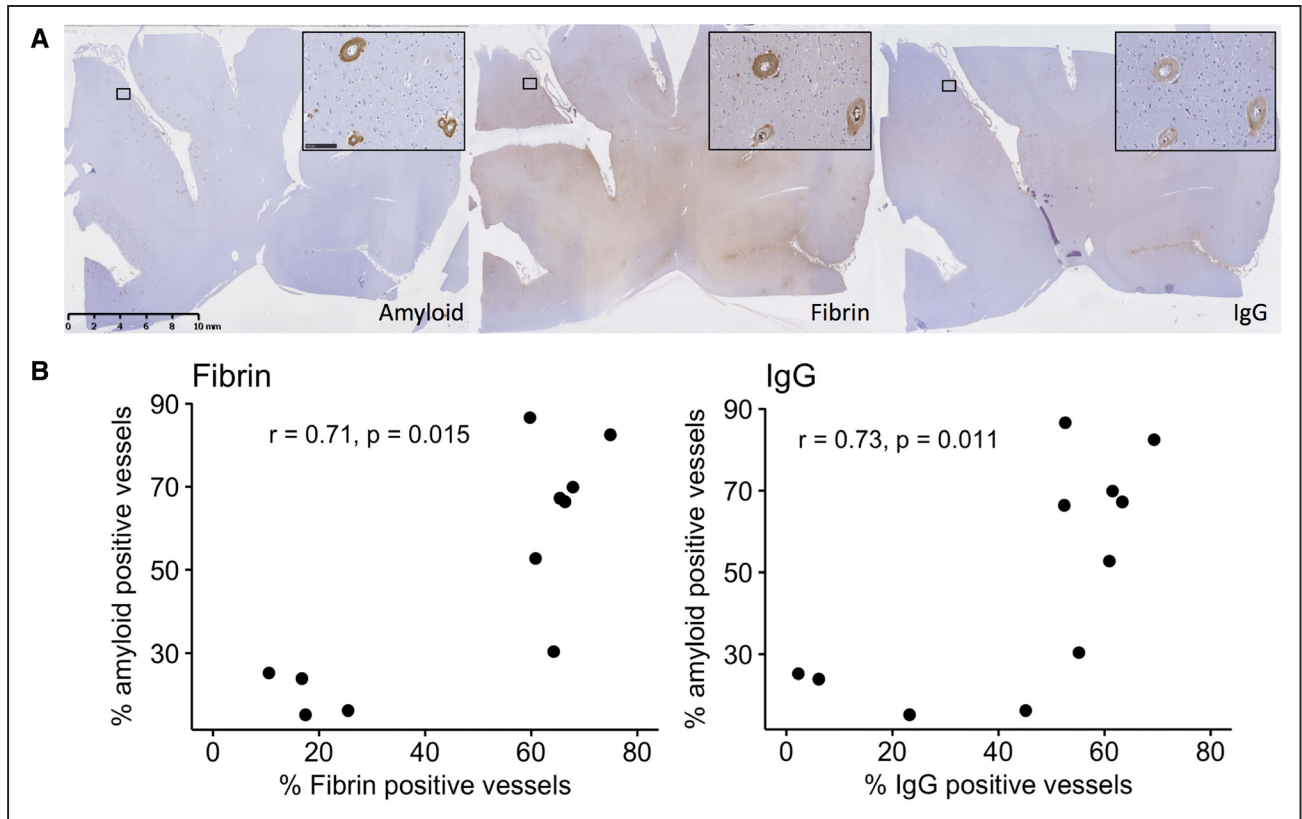 A
Amyloid
Fibrin
IgG
0 2 4 6 8 10 mm
B
Fibrin
r = 0.71, p = 0.015
% amyloid positive vessels
90
70
50
30
0 20 40 60 80
% Fibrin positive vessels
IgG
r = 0.73, p = 0.011
% amyloid positive vessels
90
70
50
30
0 20 40 60 80
% IgG positive vessels